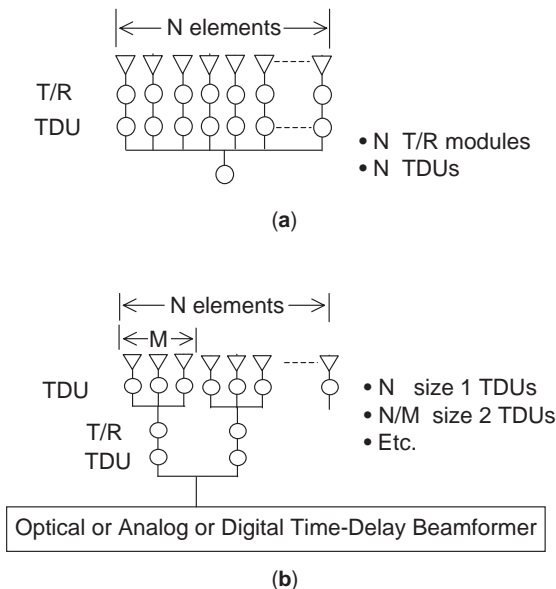 N elements
T/R
TDU
• N T/R modules
• N TDUs
(a)
N elements
M
TDU
• N size 1 TDUs
• N/M size 2 TDUs
• Etc.
T/R
TDU
Optical or Analog or Digital Time-Delay Beamformer
(b)